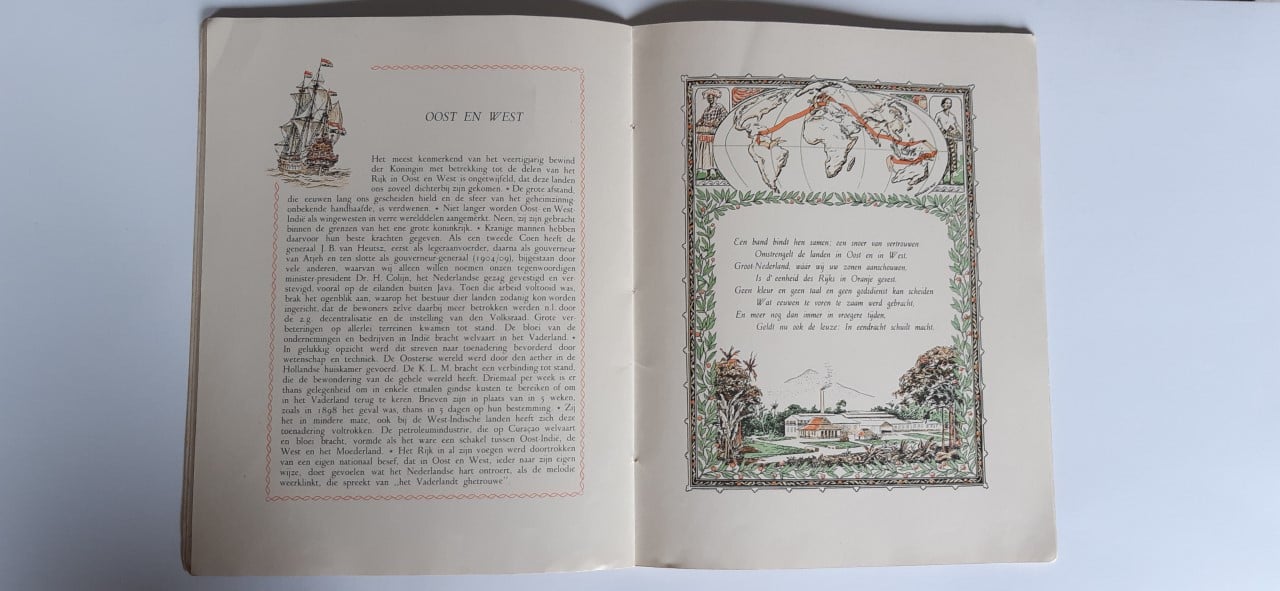 OOST EN WEST
Het meest kenmerkend van het veertigjarig bewind
der Koningin met betrekking tot de delen van het
Rijk in Oost en West is ongetwijfeld, dat deze landen
ons zoveel dichterbij zijn gekomen. * De grote afstand,
die eeuwen lang ons gescheiden hield en de sfeer van het geheimzinnig-
onbekende handhaafde, is verdwenen. * Niet langer worden Oost- en West-
Indië als wingewesten in verre werelddelen aangemerkt. Neen, zij zijn gebracht
binnen de grenzen van het ene grote koninkrijk. * Kranige mannen hebben
daarvoor hun beste krachten gegeven. Als een tweede Coen heeft de
generaal J. B. van Heutsz, eerst als legeraanvoerder, daarna als gouverneur
van Atjeh en ten slotte als gouverneur-generaal (1904/09), bijgestaan door
vele anderen, waarvan wij alleen willen noemen onzen tegenwoordigen
minister-president Dr. H. Colijn, het Nederlandse gezag gevestigd en ver-
stevigd, vooral op de eilanden buiten Java. Toen die arbeid voltooid was,
brak het ogenblik aan, waarop het bestuur dier landen zodanig kon worden
ingericht, dat de bewoners zelve daarbij meer betrokken werden n.l. door
de z.g. decentralisatie en de instelling van den Volksraad. Grote ver-
beteringen op allerlei terreinen kwamen tot stand. De bloei van de
ondernemingen en bedrijven in Indië bracht welvaart in het Vaderland. *
In gelukkig opzicht werd dit streven naar toenadering bevorderd door
wetenschap en techniek. De Oosterse wereld werd door den aether in de
Hollandse huiskamer gevoerd. De K. L. M. bracht een verbinding tot stand,
die de bewondering van de gehele wereld heeft. Driemaal per week is er
thans gelegenheid om in enkele etmalen gindse kusten te bereiken of om
in het Vaderland terug te keren. Brieven zijn in plaats van in 5 weken,
zoals in 1898 het geval was, thans in 5 dagen op hun bestemming. * Zij
het in mindere mate, ook bij de West-Indische landen heeft zich deze
toenadering voltrokken. De petroleumindustrie, die op Curaçao welvaart
en bloei bracht, vormde als het ware een schakel tussen Oost-Indië, de
West en het Moederland. * Het Rijk in al zijn voegen werd doortrokken
van een eigen nationaal besef, dat in Oost en West, ieder naar zijn eigen
wijze, doet gevoelen wat het Nederlandse hart ontroert, als de melodie
weerklinkt, die spreekt van „het Vaderlandt ghetrouwe"
Een band bindt hen samen; een snoer van vertrouwen
Omstrengelt de landen in Oost en in West.
Groot-Nederland, waar wij uw zonen aanschouwen,
Is d' eenheid des Rijks in Oranje gevest.
Geen kleur en geen taal en geen godsdienst kan scheiden
Wat eeuwen te voren te zaam werd gebracht,
En meer nog dan immer in vroegere tijden,
Geldt nu ook de leuze: In eendracht schuilt macht.